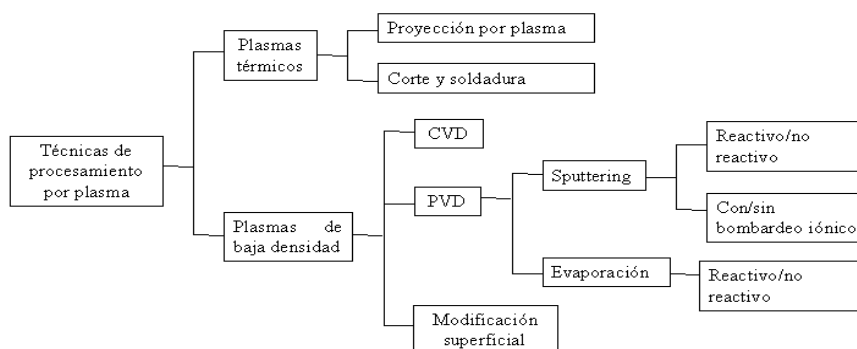 Técnicas de
procesamiento
por plasma
Plasmas
térmicos
Proyección por plasma
Corte y soldadura
Plasmas de
baja densidad
CVD
PVD
Sputtering
Reactivo/no
reactivo
Con/sin
bombardeo iónico
Evaporación
Reactivo/no
reactivo
Modificación
superficial